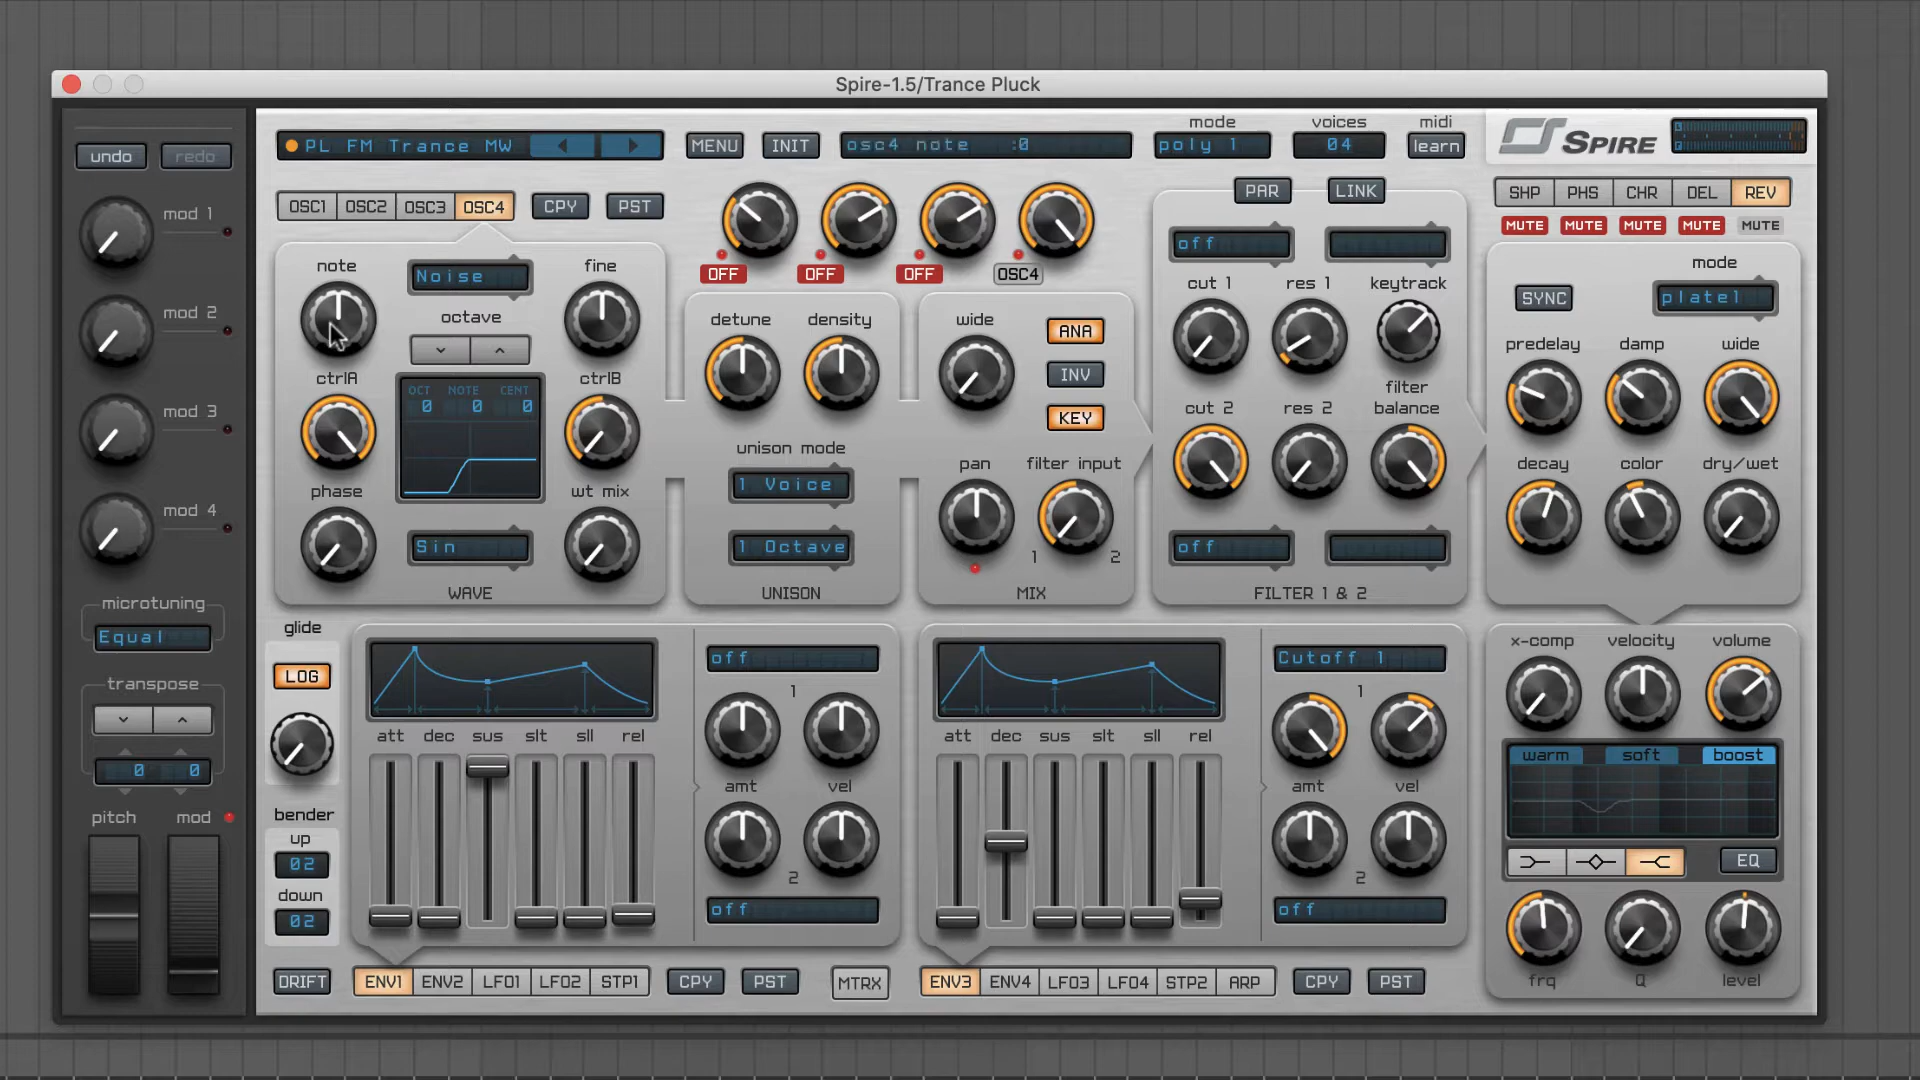 Spire-1.5/Trance Pluck
undo redo
mod 1
mod 2
mod 3
mod 4
microtuning
Equal
transpose
0 0
pitch mod
PL FM Trance MW
MENU INIT
osc4 note :0
mode
poly 1
voices
04
midi
learn
SPIRE
OSC1 OSC2 OSC3 OSC4 CPY PST
OFF OFF OFF OSC4
note
Noise
fine
octave
ctrlA
OCT NOTE CENT
0 0 0
ctrlB
phase
Sin
wt mix
WAVE
detune density
unison mode
1 Voice
1 Octave
UNISON
wide
ANA
INV
KEY
pan filter input
1 2
MIX
PAR LINK
off
cut 1 res 1 keytrack
cut 2 res 2 filter
balance
off
FILTER 1 & 2
SHP PHS CHR DEL REV
MUTE MUTE MUTE MUTE MUTE
mode
SYNC plate1
predelay damp wide
decay color dry/wet
glide
LOG
bender
up
02
down
02
DRIFT
att dec sus slt sll rel
off
1
amt vel
2
off
ENV1 ENV2 LFO1 LFO2 STP1 CPY PST
MTRX
att dec sus slt sll rel
Cutoff 1
1
amt vel
2
off
ENV3 ENV4 LFO3 LFO4 STP2 ARP CPY PST
x-comp velocity volume
warm soft boost
EQ
frq Q level